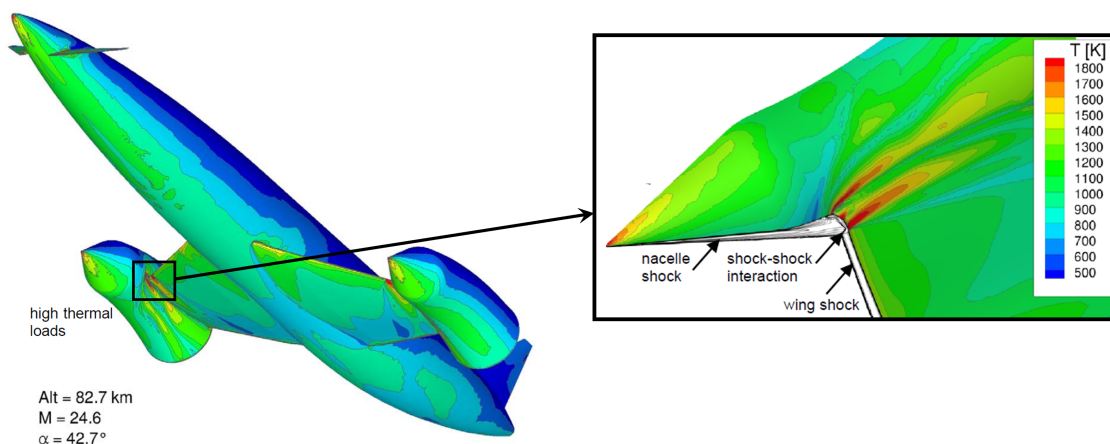 high thermal
loads
Alt = 82.7 km
M = 24.6
α = 42.7°
nacelle
shock
shock-shock
interaction
wing shock
T [K]
1800
1700
1600
1500
1400
1300
1200
1100
1000
900
800
700
600
500